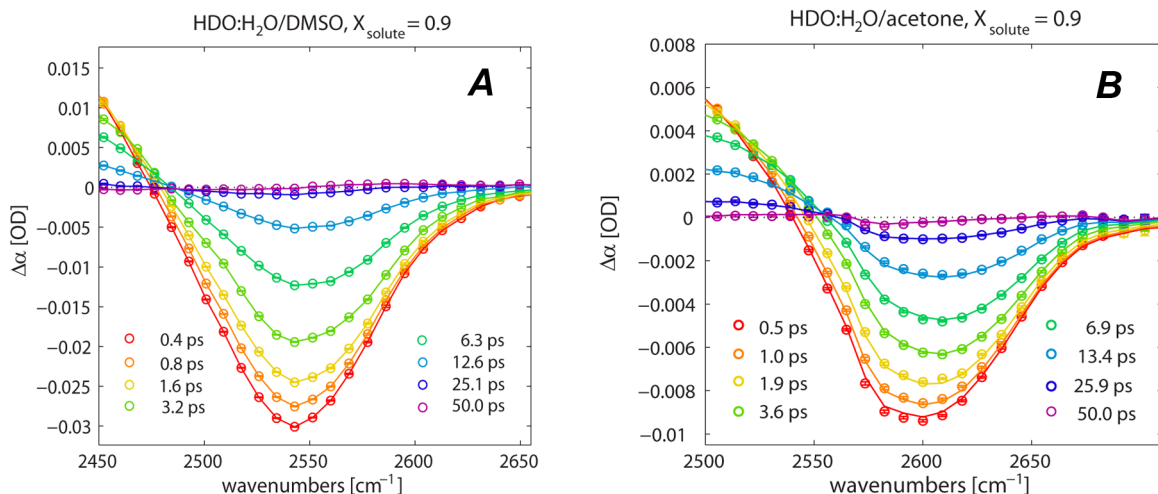 HDO:H₂O/DMSO, X_solute = 0.9
A
0.015
0.01
0.005
0
−0.005
−0.01
−0.015
−0.02
−0.025
−0.03
Δα [OD]
0.4 ps
0.8 ps
1.6 ps
3.2 ps
6.3 ps
12.6 ps
25.1 ps
50.0 ps
2450
2500
2550
2600
2650
wavenumbers [cm⁻¹]
HDO:H₂O/acetone, X_solute = 0.9
B
0.008
0.006
0.004
0.002
0
−0.002
−0.004
−0.006
−0.008
−0.01
Δα [OD]
0.5 ps
1.0 ps
1.9 ps
3.6 ps
6.9 ps
13.4 ps
25.9 ps
50.0 ps
2500
2550
2600
2650
wavenumbers [cm⁻¹]